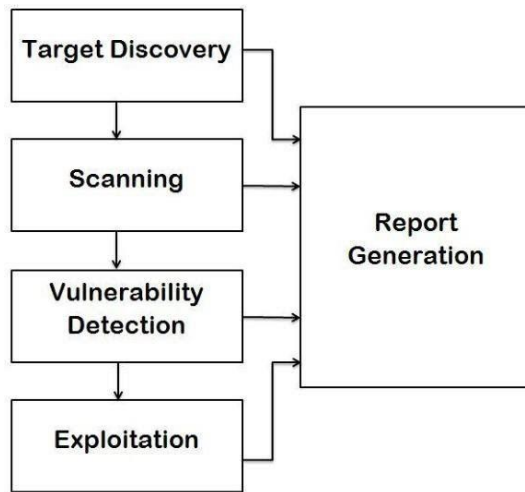 Target Discovery
Scanning
Vulnerability
Detection
Exploitation
Report
Generation